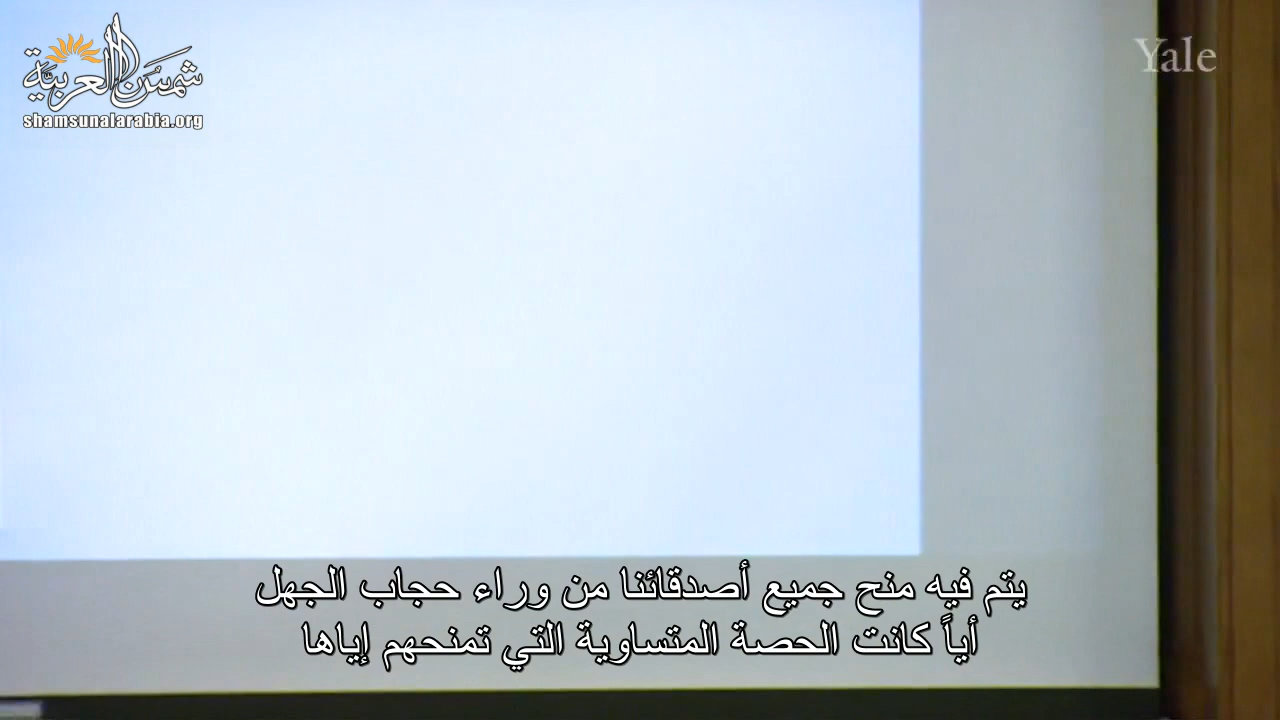 شمس العربية
shamsunalarabia.org
Yale
يتم فيه منح جميع أصدقائنا من وراء حجاب الجهل
أياً كانت الحصة المتساوية التي تمنحهم إياها